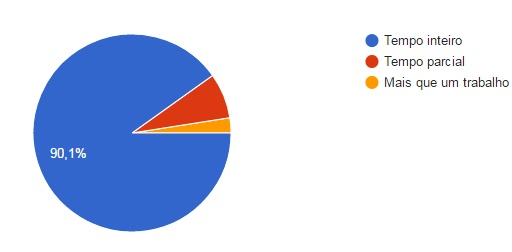 Tempo inteiro
Tempo parcial
Mais que um trabalho
90,1%